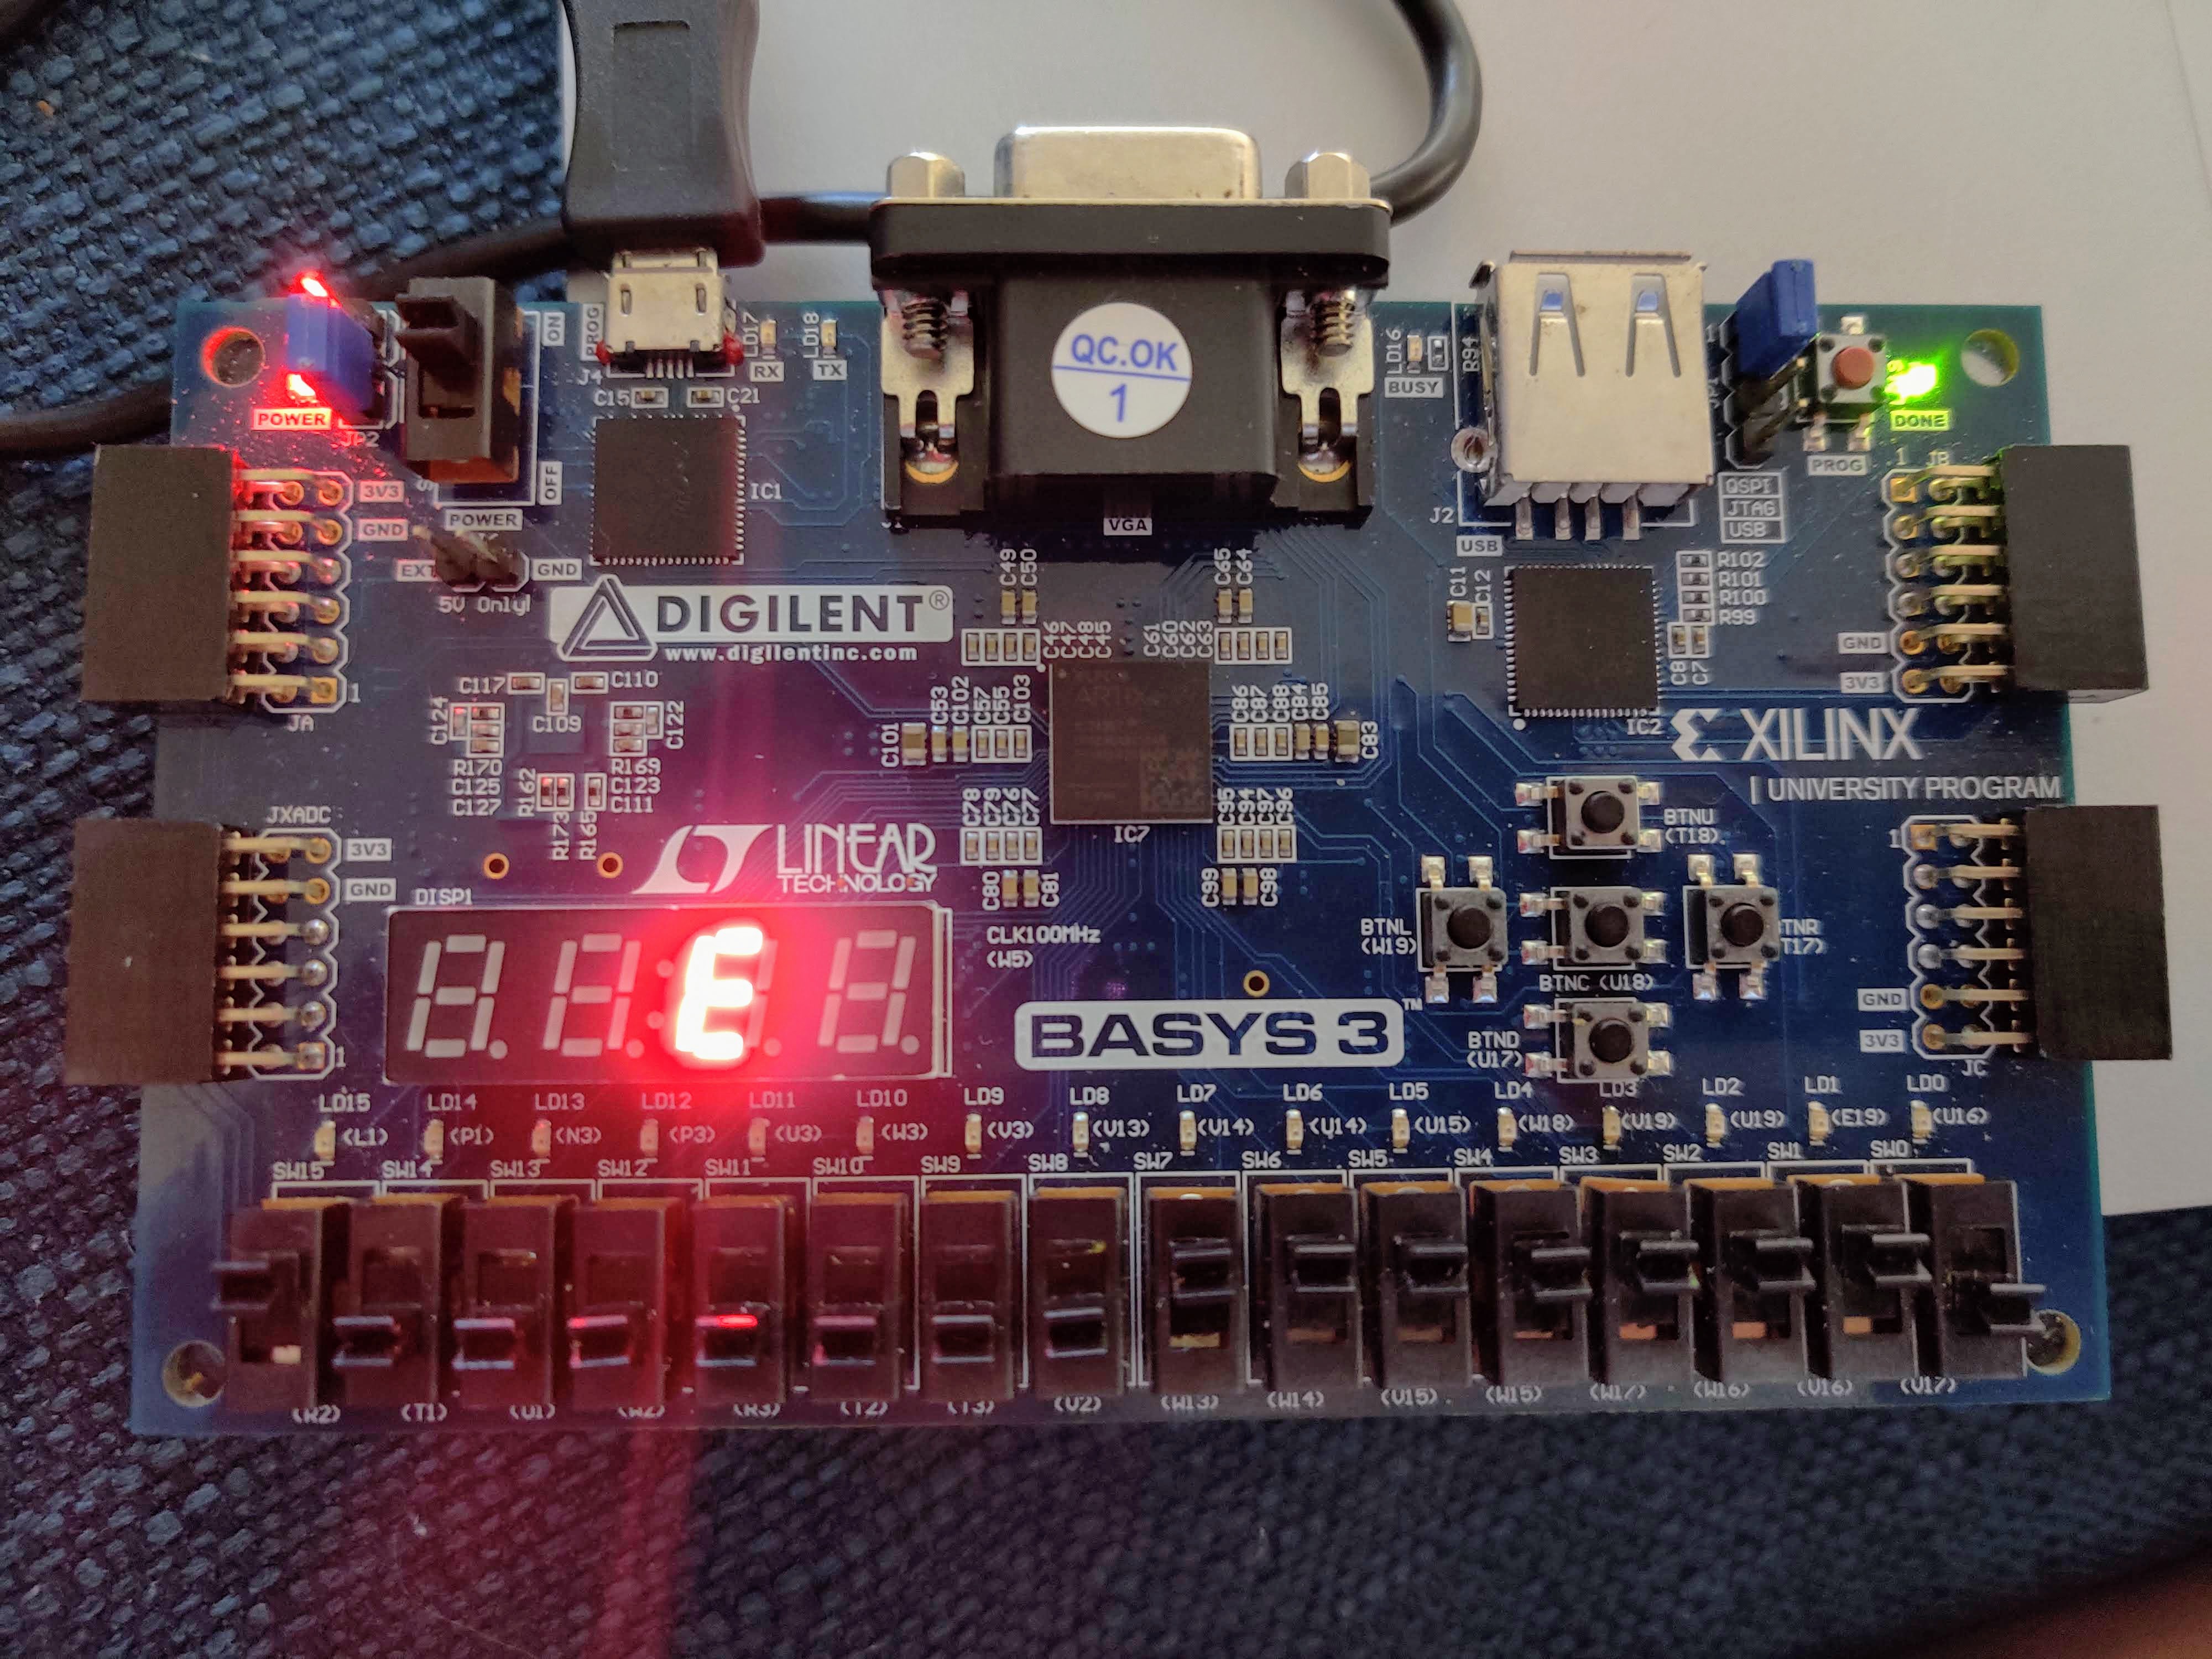 QC.OK
1
ON
OFF
PROG
J4
LD17
RX
LD18
TX
LD16
BUSY
R94
POWER
JP2
C15
C21
IC1
POWER
3V3
GND
EXT
GND
5V Only!
VGA
J2
USB
PROG
DONE
QSPI
JTAG
USB
1
JB
GND
3V3
DIGILENT®
www.digilentinc.com
1
JA
C49
C50
C65
C64
C46
C47
C48
C45
C61
C60
C62
C63
C11
C12
R102
R101
R100
R99
C8
C7
IC2
XILINX
UNIVERSITY PROGRAM
C117
C110
C109
C124
C122
R170
C125
C127
R162
R173
R165
R169
C123
C111
C101
C53
C102
C57
C55
C103
C86
C87
C88
C84
C85
C83
C78
C79
C76
C77
C95
C94
C97
C96
IC7
C80
C81
C99
C98
LINEAR
TECHNOLOGY
JXADC
3V3
GND
1
DISP1
E
CLK100MHz
(W5)
BASYS 3™
BTNU
(T18)
BTNL
(W19)
BTNC (U18)
TNR
T17)
BTND
(U17)
1
GND
3V3
JC
LD15
LD14
LD13
LD12
LD11
LD10
LD9
LD8
LD7
LD6
LD5
LD4
LD3
LD2
LD1
LD0
(L1)
(P1)
(N3)
(P3)
(U3)
(W3)
(V3)
(V13)
(V14)
(U14)
(U15)
(W18)
(V19)
(U19)
(E19)
(U16)
SW15
SW14
SW13
SW12
SW11
SW10
SW9
SW8
SW7
SW6
SW5
SW4
SW3
SW2
SW1
SW0
(R2)
(T1)
(U1)
(W2)
(R3)
(T2)
(T3)
(V2)
(W13)
(W14)
(V15)
(W15)
(W17)
(W16)
(V16)
(V17)